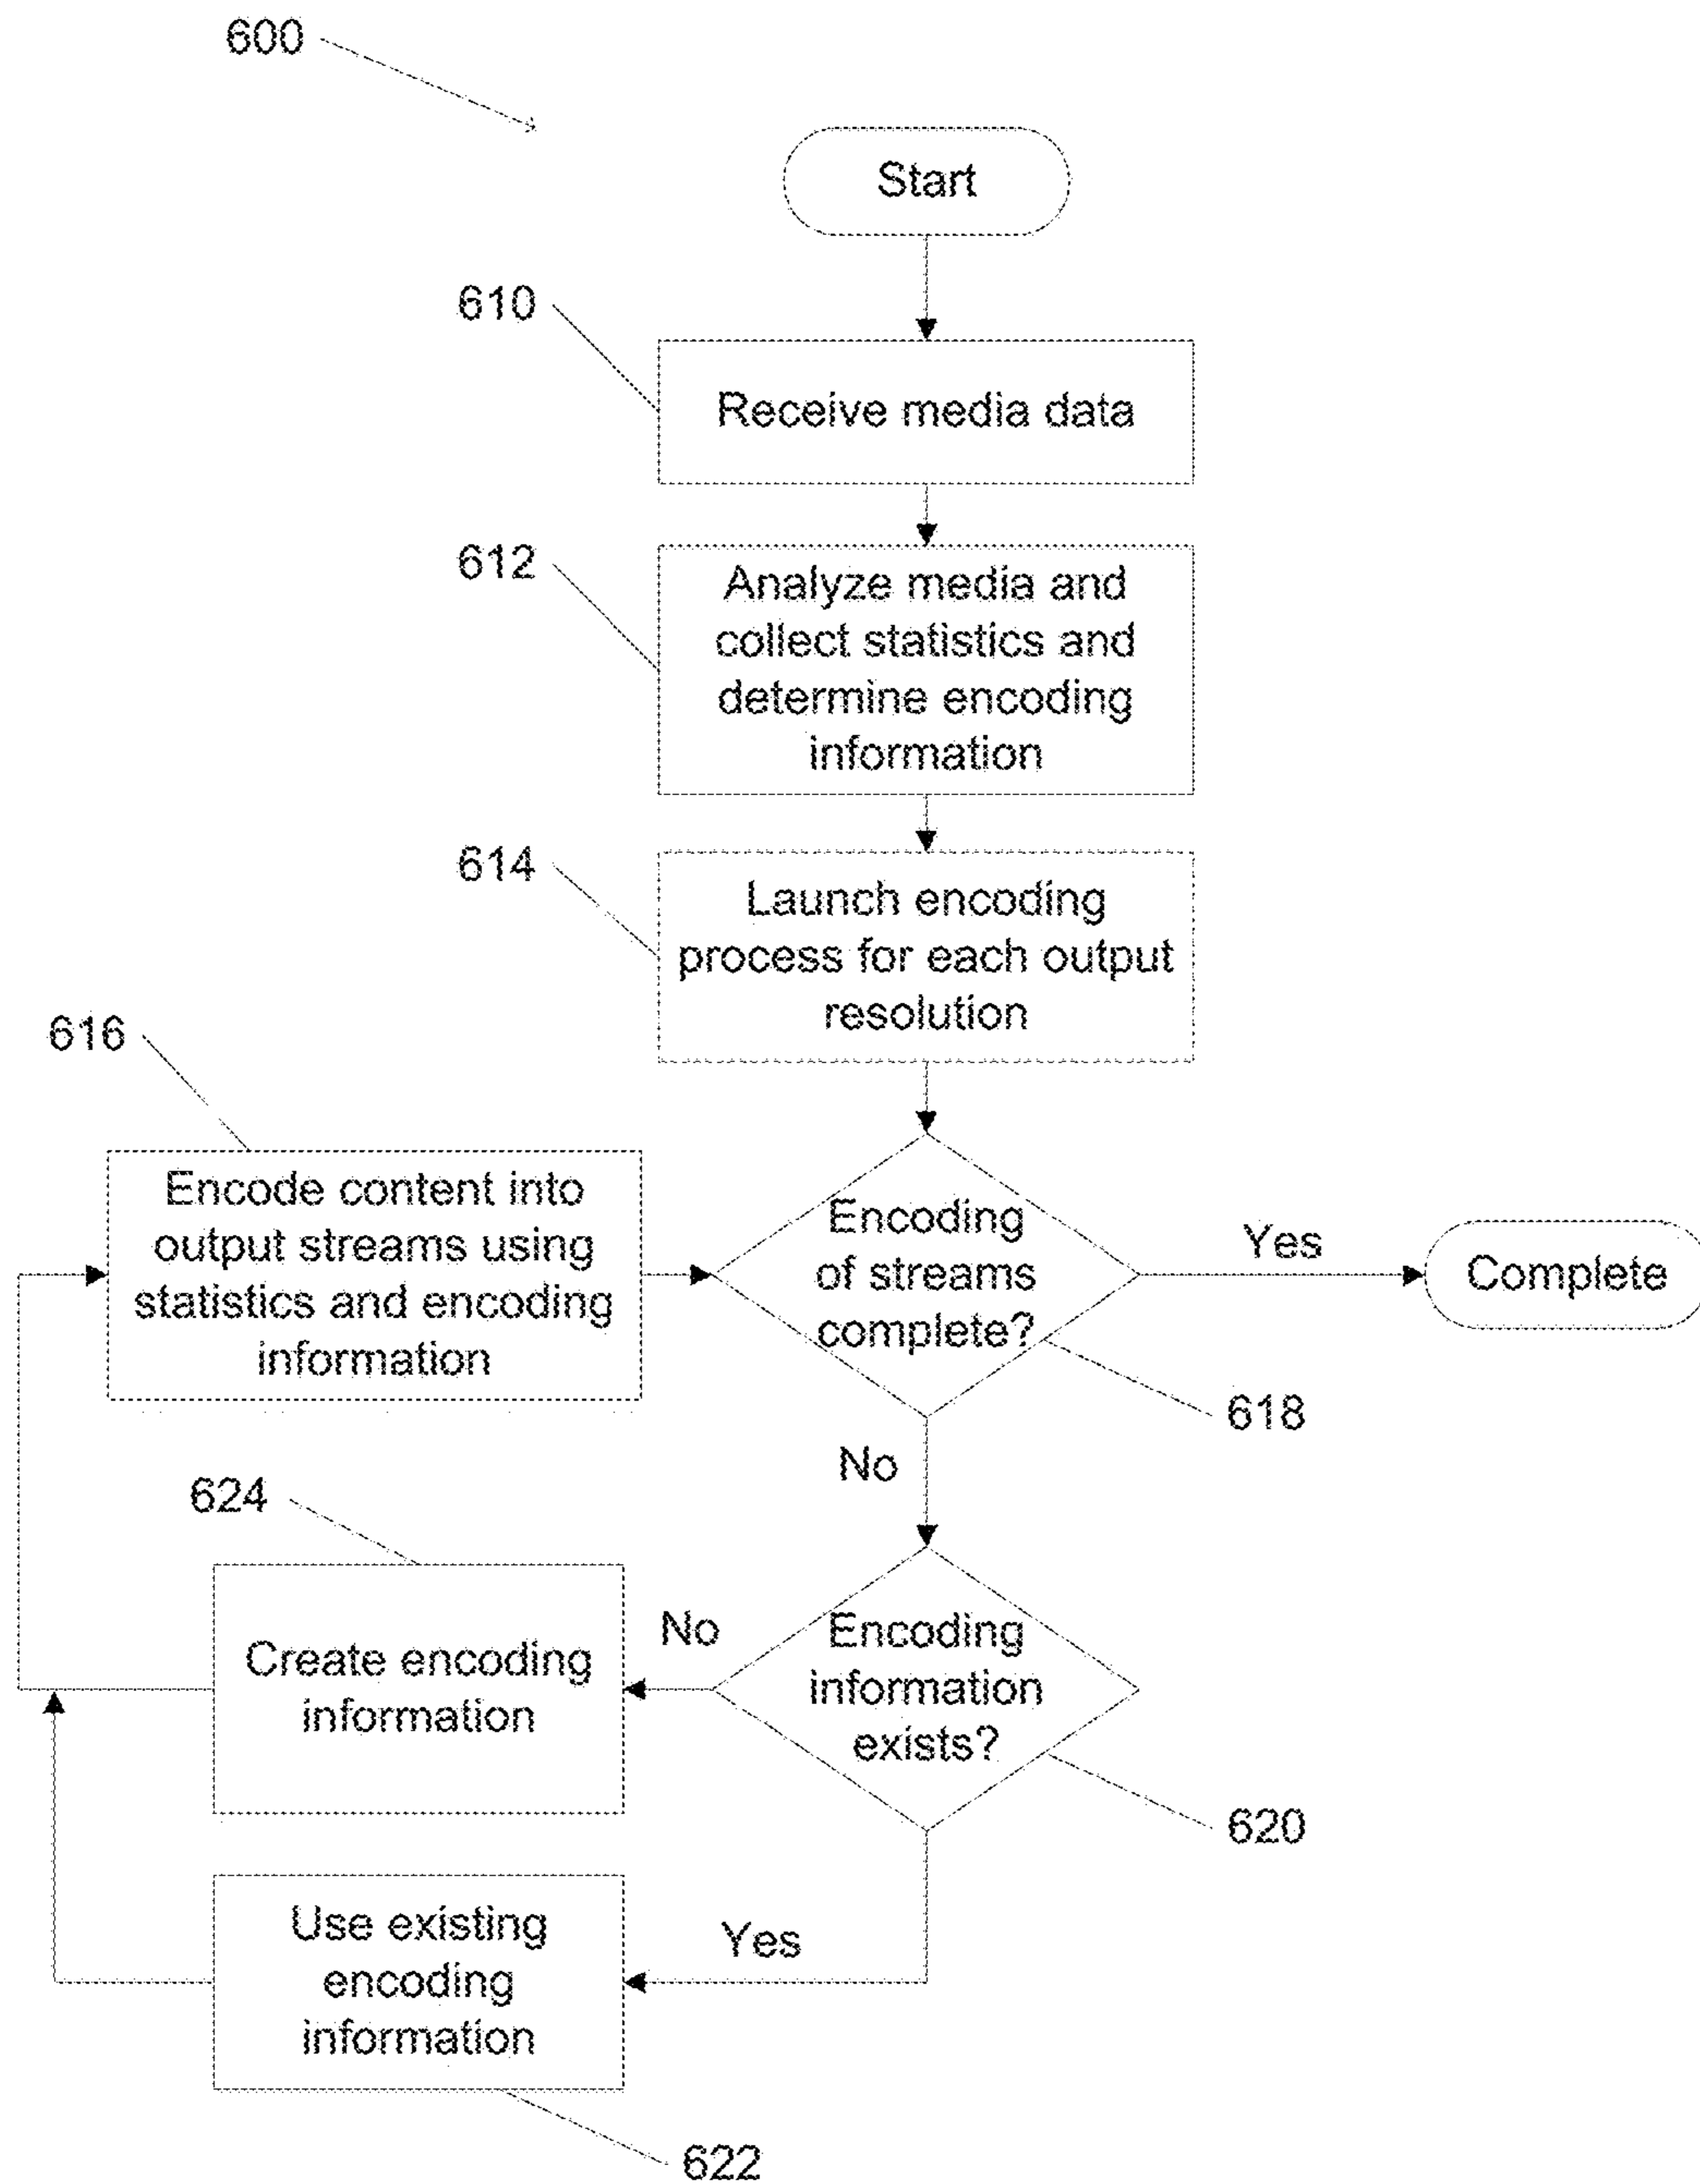 600
Start
610
Receive media data
612
Analyze media and
collect statistics and
determine encoding
information
614
Launch encoding
process for each output
resolution
616
Encode content into
output streams using
statistics and encoding
information
Encoding
of streams
complete?
Yes
Complete
618
No
624
Create encoding
information
No
Encoding
information
exists?
620
Use existing
encoding
information
Yes
622